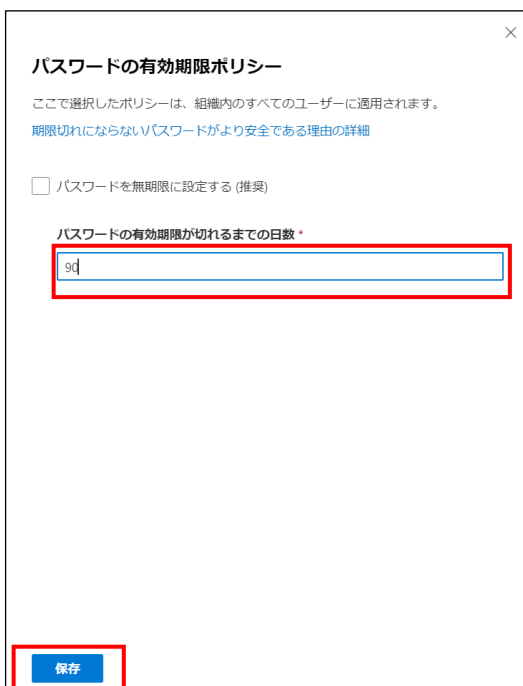 パスワードの有効期限ポリシー
ここで選択したポリシーは、組織内のすべてのユーザーに適用されます。
期限切れにならないパスワードがより安全である理由の詳細
パスワードを無期限に設定する (推奨)
パスワードの有効期限が切れるまでの日数 *
90
保存